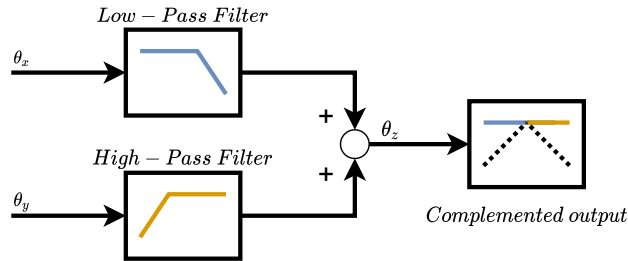 Low − Pass Filter
θx
+
θz
High − Pass Filter
+
θy
Complemented output